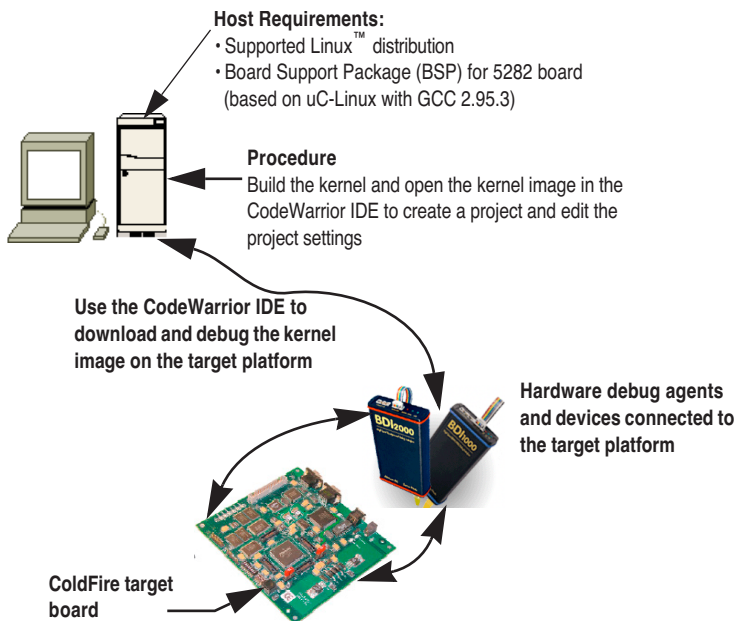 Host Requirements:
• Supported Linux™ distribution
• Board Support Package (BSP) for 5282 board
(based on uC-Linux with GCC 2.95.3)
Procedure
Build the kernel and open the kernel image in the
CodeWarrior IDE to create a project and edit the
project settings
Use the CodeWarrior IDE to
download and debug the kernel
image on the target platform
Hardware debug agents
and devices connected to
the target platform
BDI2000
BDI1000
ColdFire target
board